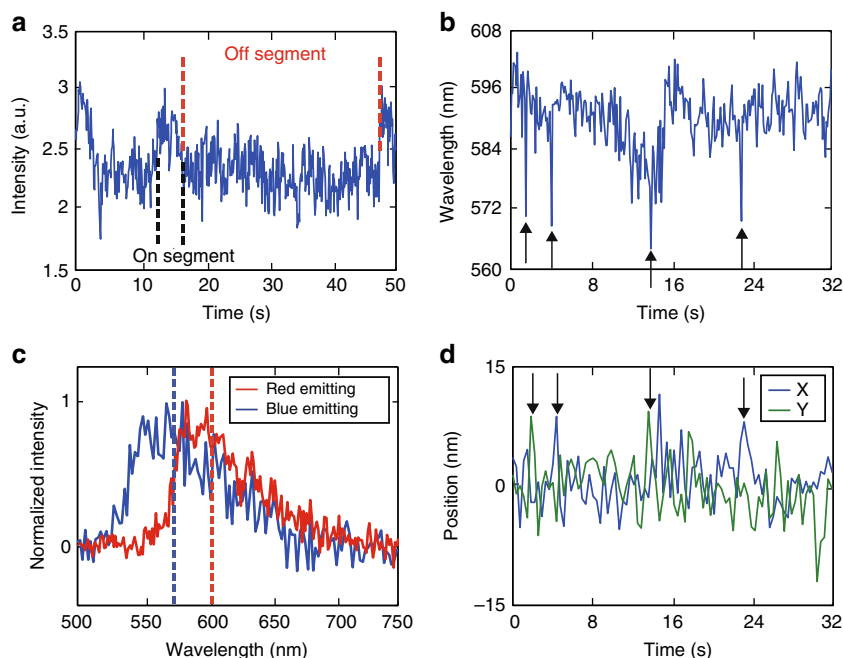 a
3.5
3
2.5
2
1.5
Intensity (a.u.)
Off segment
On segment
0
10
20
30
40
50
Time (s)
b
608
596
584
572
560
Wavelength (nm)
0
8
16
24
32
Time (s)
c
1
0
Normalized intensity
Red emitting
Blue emitting
500
550
600
650
700
750
Wavelength (nm)
d
15
0
−15
Position (nm)
X
Y
0
8
16
24
32
Time (s)